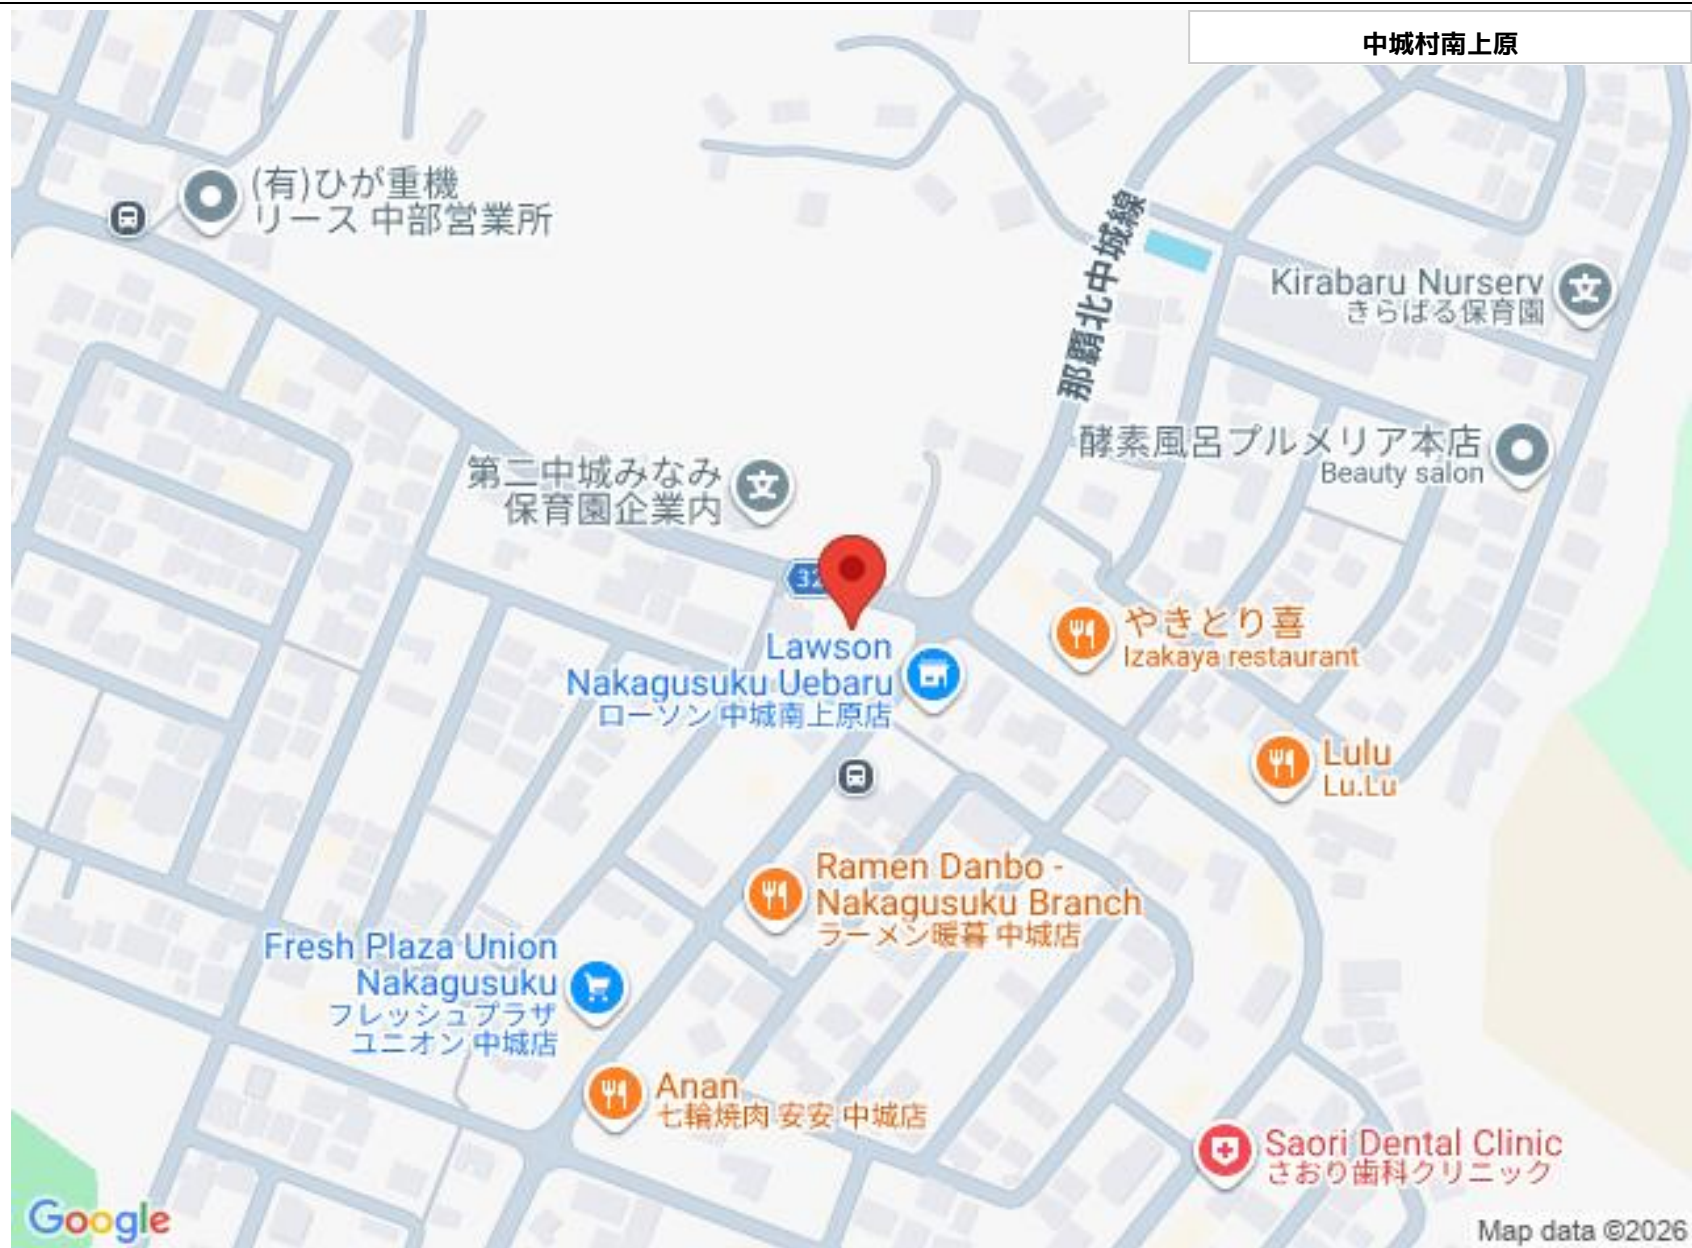 中城村南上原
(有)ひが重機
リース 中部営業所
那覇北中城線
Kirabaru Nurserv
きらばる保育園
酵素風呂プルメリア本店
Beauty salon
第二中城みなみ
保育園企業内
32
やきとり喜
Izakaya restaurant
Lawson
Nakagusuku Uebaru
ローソン 中城南上原店
Lulu
Lu.Lu
Ramen Danbo -
Nakagusuku Branch
ラーメン暖暮 中城店
Fresh Plaza Union
Nakagusuku
フレッシュプラザ
ユニオン 中城店
Anan
七輪焼肉 安安 中城店
Saori Dental Clinic
さおり歯科クリニック
Google
Map data ©2026